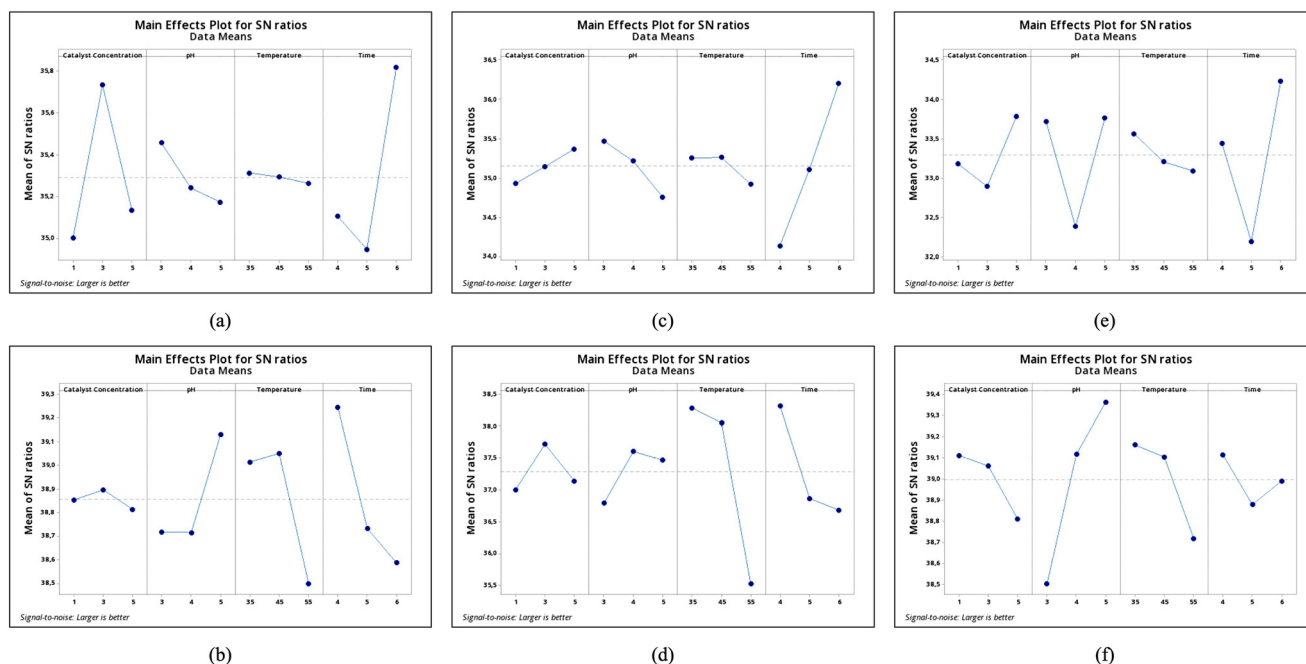 Main Effects Plot for SN ratios
Data Means
Catalyst Concentration pH Temperature Time
Mean of SN ratios
35,8
35,6
35,4
35,2
35,0
1 3 5 3 4 5 35 45 55 4 5 6
Signal-to-noise: Larger is better
(a)
Main Effects Plot for SN ratios
Data Means
Catalyst Concentration pH Temperature Time
Mean of SN ratios
36,5
36,0
35,5
35,0
34,5
34,0
1 3 5 3 4 5 35 45 55 4 5 6
Signal-to-noise: Larger is better
(c)
Main Effects Plot for SN ratios
Data Means
Catalyst Concentration pH Temperature Time
Mean of SN ratios
34,5
34,0
33,5
33,0
32,5
32,0
1 3 5 3 4 5 35 45 55 4 5 6
Signal-to-noise: Larger is better
(e)
Main Effects Plot for SN ratios
Data Means
Catalyst Concentration pH Temperature Time
Mean of SN ratios
39,3
39,2
39,1
39,0
38,9
38,8
38,7
38,6
38,5
1 3 5 3 4 5 35 45 55 4 5 6
Signal-to-noise: Larger is better
(b)
Main Effects Plot for SN ratios
Data Means
Catalyst Concentration pH Temperature Time
Mean of SN ratios
38,5
38,0
37,5
37,0
36,5
36,0
35,5
1 3 5 3 4 5 35 45 55 4 5 6
Signal-to-noise: Larger is better
(d)
Main Effects Plot for SN ratios
Data Means
Catalyst Concentration pH Temperature Time
Mean of SN ratios
39,4
39,3
39,2
39,1
39,0
38,9
38,8
38,7
38,6
38,5
1 3 5 3 4 5 35 45 55 4 5 6
Signal-to-noise: Larger is better
(f)